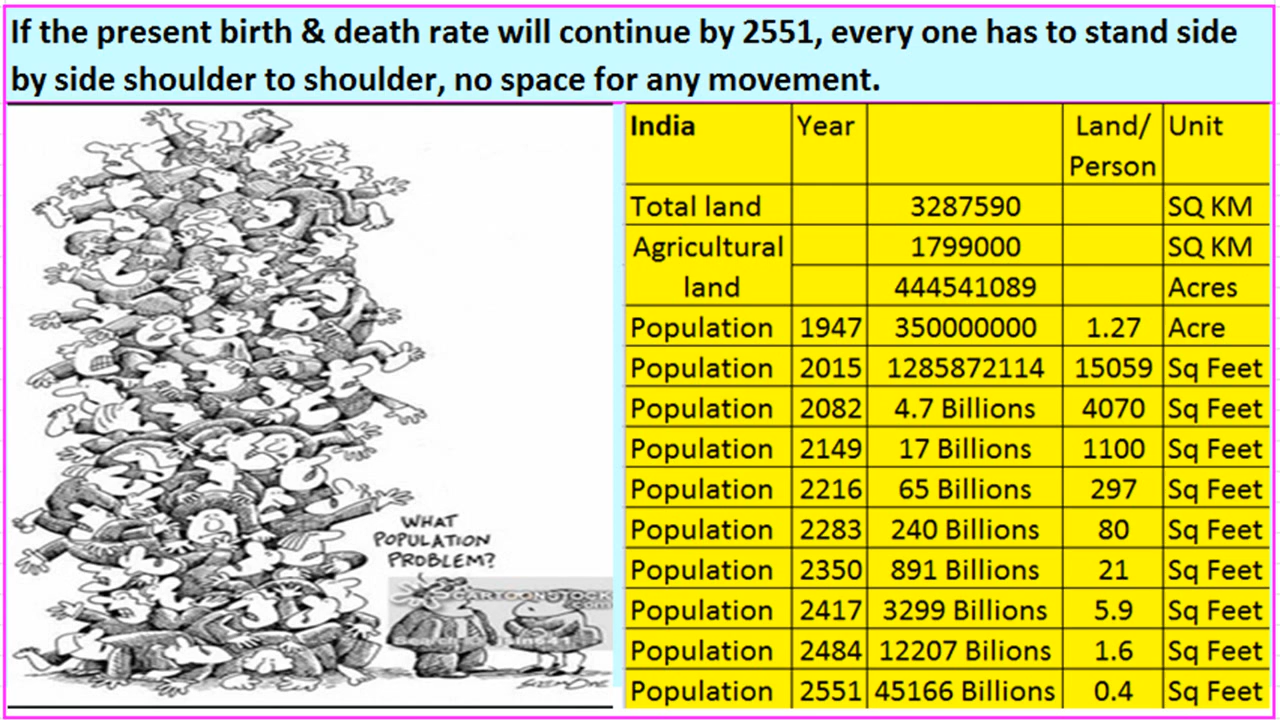 If the present birth & death rate will continue by 2551, every one has to stand side
by side shoulder to shoulder, no space for any movement.
WHAT
POPULATION
PROBLEM?
CARTOONSTOCK
.com
India Year Land/ Unit
Person
Total land 3287590 SQ KM
Agricultural 1799000 SQ KM
land 444541089 Acres
Population 1947 350000000 1.27 Acre
Population 2015 1285872114 15059 Sq Feet
Population 2082 4.7 Billions 4070 Sq Feet
Population 2149 17 Billions 1100 Sq Feet
Population 2216 65 Billions 297 Sq Feet
Population 2283 240 Billions 80 Sq Feet
Population 2350 891 Billions 21 Sq Feet
Population 2417 3299 Billions 5.9 Sq Feet
Population 2484 12207 Bilions 1.6 Sq Feet
Population 2551 45166 Billions 0.4 Sq Feet